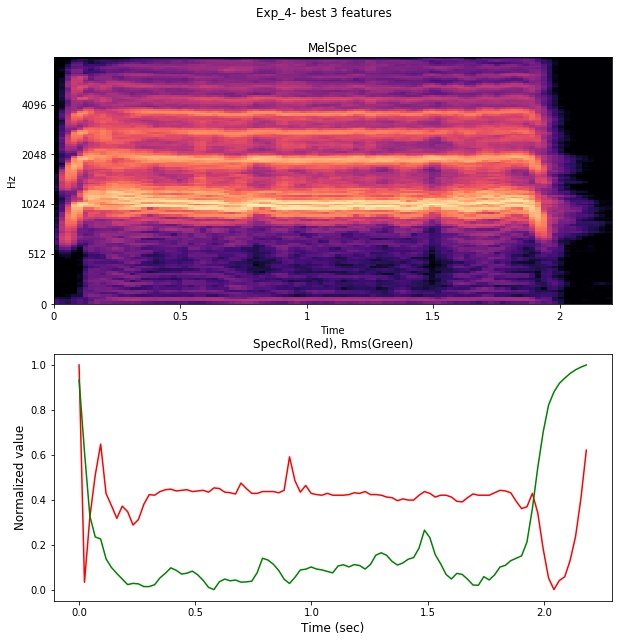 Exp_4- best 3 features
MelSpec
4096
2048
1024
512
0
Hz
0 0.5 1 1.5 2
Time
SpecRol(Red), Rms(Green)
1.0
0.8
0.6
0.4
0.2
0.0
Normalized value
0.0 0.5 1.0 1.5 2.0
Time (sec)